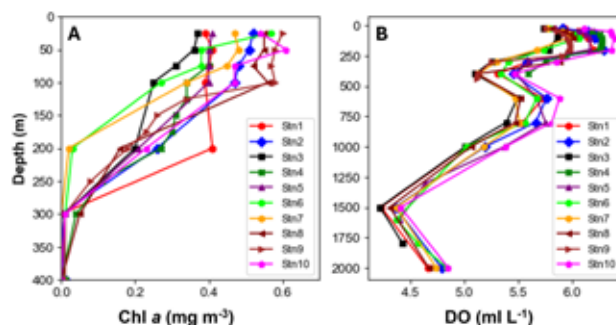 A
B
Depth (m)
0
50
100
150
200
250
300
350
400
0.0
0.2
0.4
0.6
Chl a (mg m⁻³)
Stn1
Stn2
Stn3
Stn4
Stn5
Stn6
Stn7
Stn8
Stn9
Stn10
0
250
500
750
1000
1250
1500
1750
2000
4.5
5.0
5.5
6.0
DO (ml L⁻¹)
Stn1
Stn2
Stn3
Stn4
Stn5
Stn6
Stn7
Stn8
Stn9
Stn10